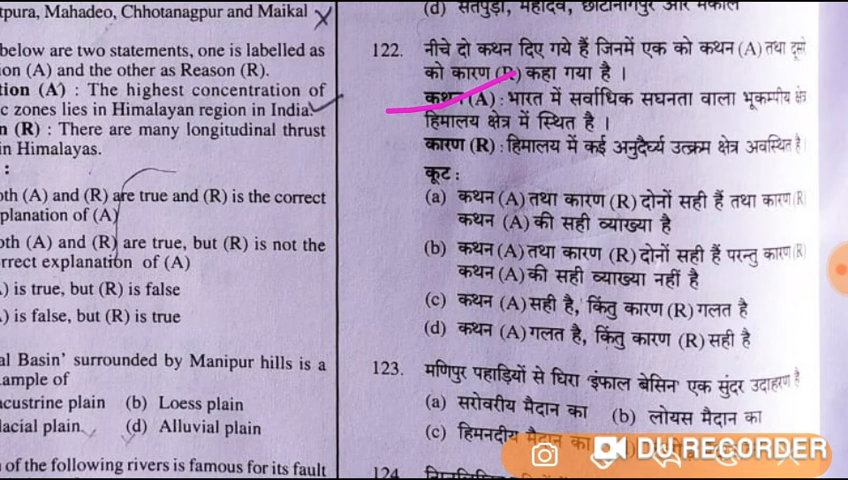 tpura, Mahadeo, Chhotanagpur and Maikal
below are two statements, one is labelled as
ion (A) and the other as Reason (R).
tion (A) : The highest concentration of
c zones lies in Himalayan region in India.
n (R) : There are many longitudinal thrust
in Himalayas.
:
oth (A) and (R) are true and (R) is the correct
planation of (A)
oth (A) and (R) are true, but (R) is not the
rrect explanation of (A)
) is true, but (R) is false
) is false, but (R) is true
al Basin' surrounded by Manipur hills is a
ample of
acustrine plain (b) Loess plain
lacial plain (d) Alluvial plain
n of the following rivers is famous for its fault
(d) सतपुड़ा, महादेव, छोटानागपुर और मैकाल
122. नीचे दो कथन दिए गये हैं जिनमें एक को कथन (A) तथा दूसरे
को कारण (R) कहा गया है ।
कथन (A) : भारत में सर्वाधिक सघनता वाला भूकम्पीय क्षेत्र
हिमालय क्षेत्र में स्थित है ।
कारण (R) : हिमालय में कई अनुदैर्घ्य उत्क्रम क्षेत्र अवस्थित है।
कूट :
(a) कथन (A) तथा कारण (R) दोनों सही हैं तथा कारण (R)
कथन (A) की सही व्याख्या है
(b) कथन (A) तथा कारण (R) दोनों सही हैं परन्तु कारण (R)
कथन (A) की सही व्याख्या नहीं है
(c) कथन (A) सही है, किंतु कारण (R) गलत है
(d) कथन (A) गलत है, किंतु कारण (R) सही है
123. मणिपुर पहाड़ियों से घिरा 'इंफाल बेसिन' एक सुंदर उदाहरण है
(a) सरोवरीय मैदान का (b) लोयस मैदान का
(c) हिमनदीय मैदान का
DU RECORDER
124.